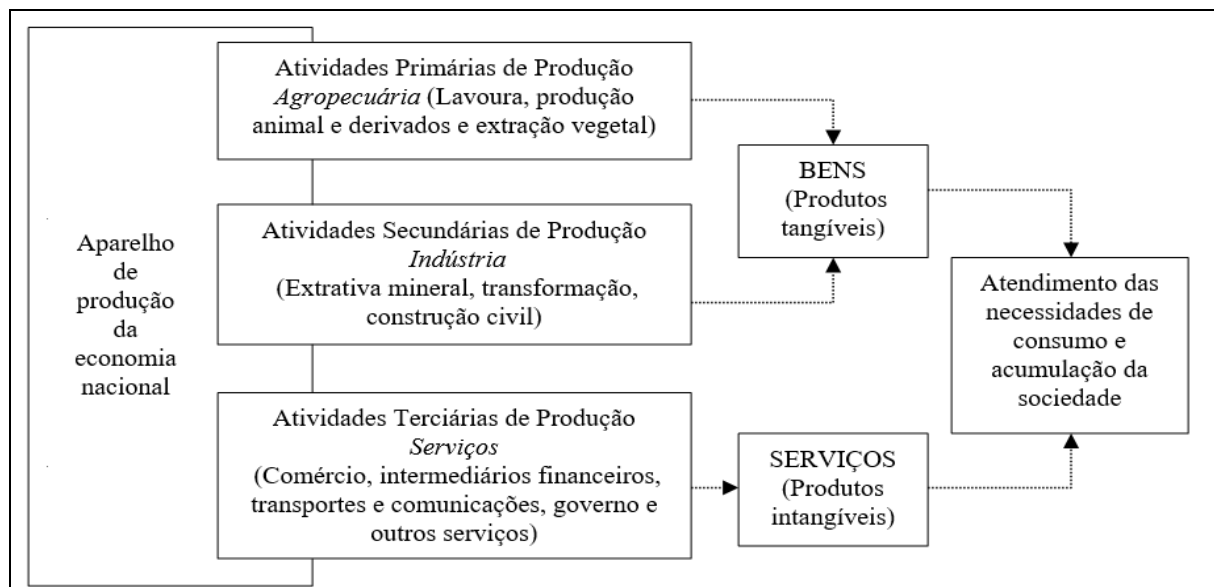 Aparelho
de
produção
da
economia
nacional
Atividades Primárias de Produção
Agropecuária (Lavoura, produção
animal e derivados e extração vegetal)
Atividades Secundárias de Produção
Indústria
(Extrativa mineral, transformação,
construção civil)
Atividades Terciárias de Produção
Serviços
(Comércio, intermediários financeiros,
transportes e comunicações, governo e
outros serviços)
BENS
(Produtos
tangíveis)
SERVIÇOS
(Produtos
intangíveis)
Atendimento das
necessidades de
consumo e
acumulação da
sociedade